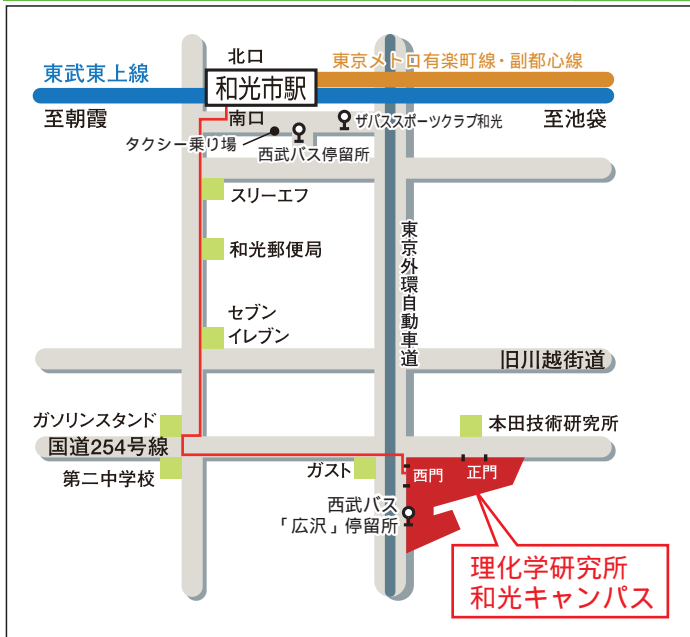 北口
東京メトロ有楽町線・副都心線
東武東上線
和光市駅
至朝霞
南口
ザバススポーツクラブ和光
至池袋
タクシー乗り場
西武バス停留所
スリーエフ
東京外環自動車道
和光郵便局
セブン
イレブン
旧川越街道
ガソリンスタンド
本田技術研究所
国道254号線
第二中学校
ガスト
西門
正門
西武バス
「広沢」停留所
理化学研究所
和光キャンパス